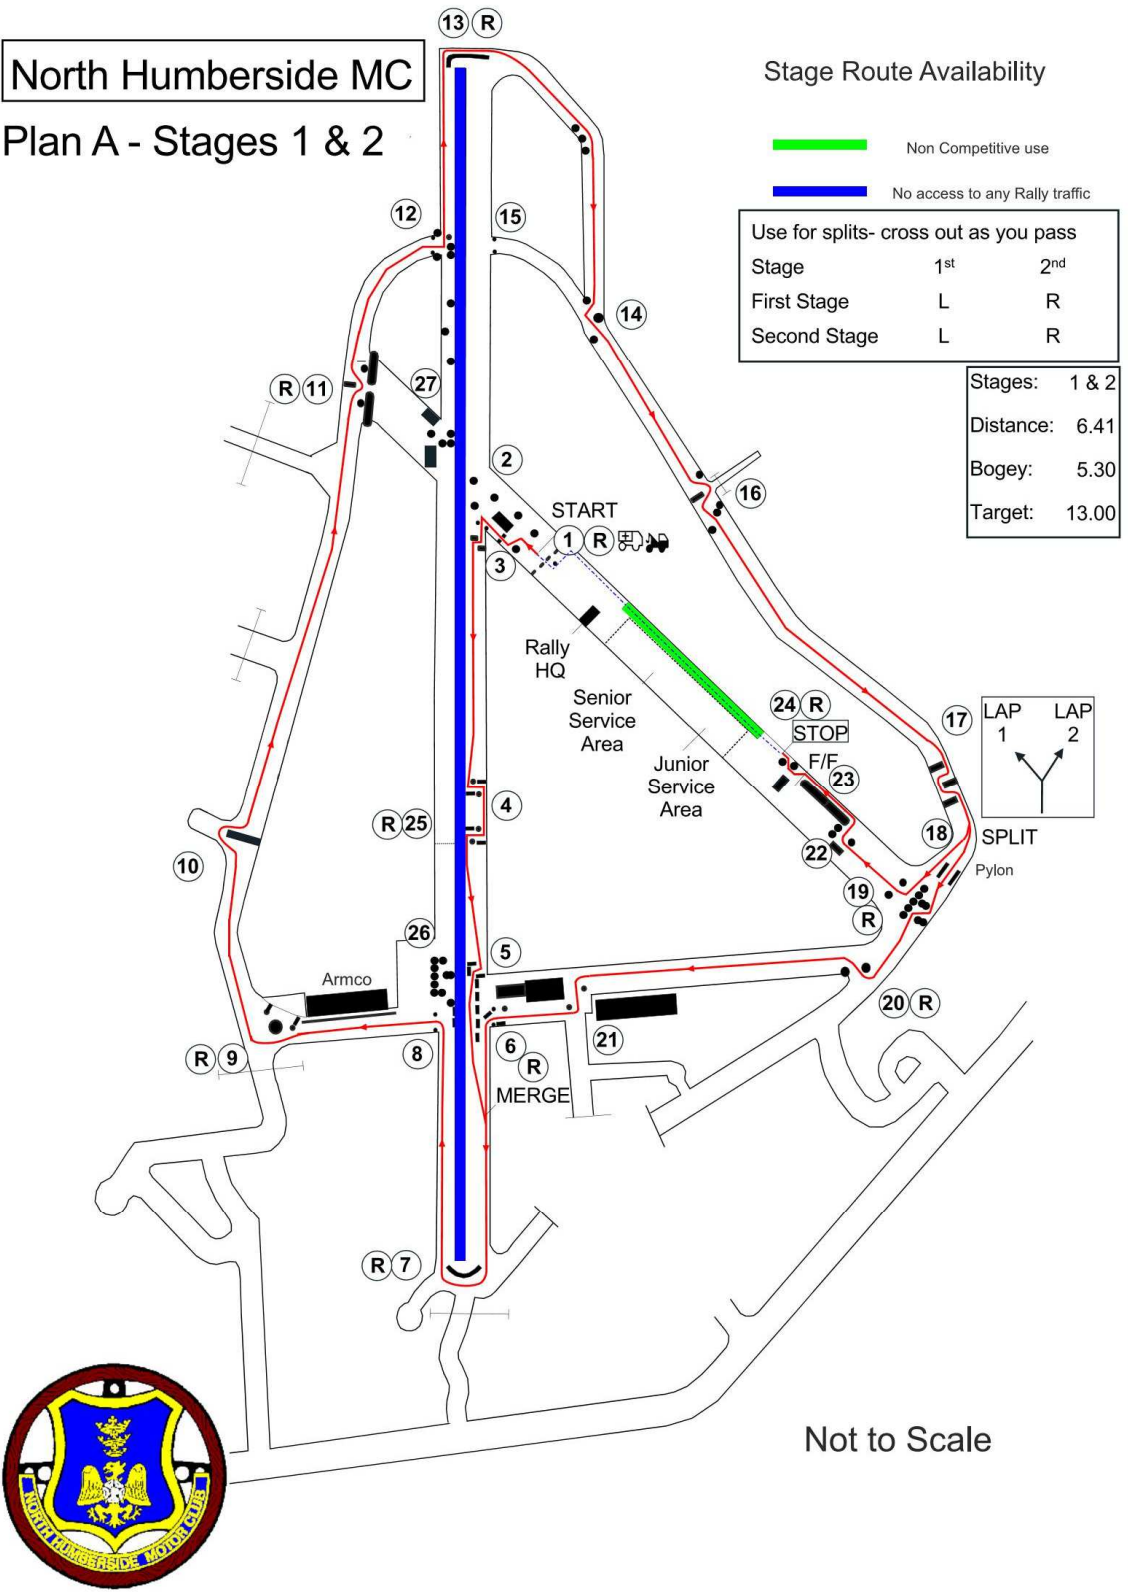 13 R
North Humberside MC
Plan A - Stages 1 & 2
Stage Route Availability
Non Competitive use
No access to any Rally traffic
Use for splits- cross out as you pass
Stage 1st 2nd
First Stage L R
Second Stage L R
Stages: 1 & 2
Distance: 6.41
Bogey: 5.30
Target: 13.00
12
15
14
R 11
27
2
16
START
1 R
3
Rally
HQ
Senior
Service
Area
Junior
Service
Area
24 R
STOP
F/F
23
17
LAP
1
LAP
2
18
SPLIT
Pylon
4
R 25
22
10
19
R
26
5
Armco
20 R
21
8
6
R
R 9
MERGE
R 7
Not to Scale
NORTH HUMBERSIDE MOTOR CLUB